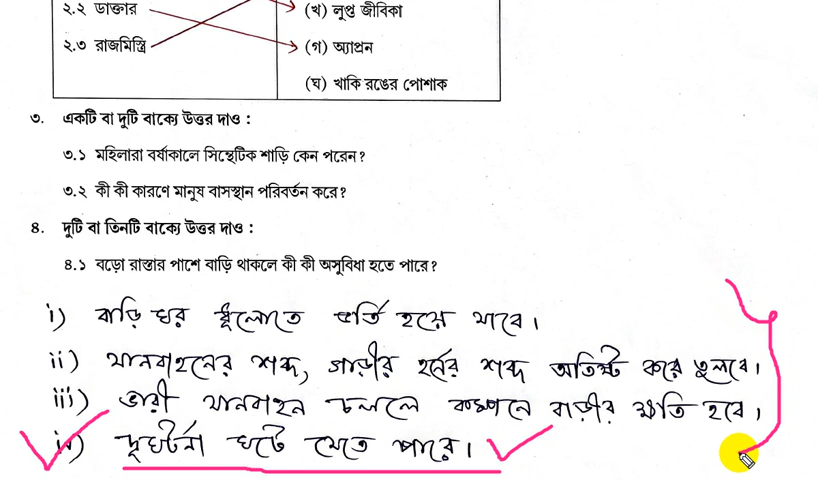 ২.২ ডাক্তার
(খ) লুপ্ত জীবিকা
২.৩ রাজমিস্ত্রি
(গ) অ্যাপ্রন
(ঘ) খাকি রঙের পোশাক
৩. একটি বা দুটি বাক্যে উত্তর দাও :
৩.১ মহিলারা বর্ষাকালে সিন্থেটিক শাড়ি কেন পরেন?
৩.২ কী কী কারণে মানুষ বাসস্থান পরিবর্তন করে?
৪. দুটি বা তিনটি বাক্যে উত্তর দাও :
৪.১ বড়ো রাস্তার পাশে বাড়ি থাকলে কী কী অসুবিধা হতে পারে?
i) বাড়ি ঘর ধুলোতে ভর্তি হয়ে যাবে।
ii) যানবাহনের শব্দ, গাড়ীর হর্নের শব্দ অতিষ্ট করে তুলবে।
iii) ভারী যানবাহন চললে কম্পনে বাড়ীর ক্ষতি হবে।
iv) দূর্ঘটনা ঘটে যেতে পারে।